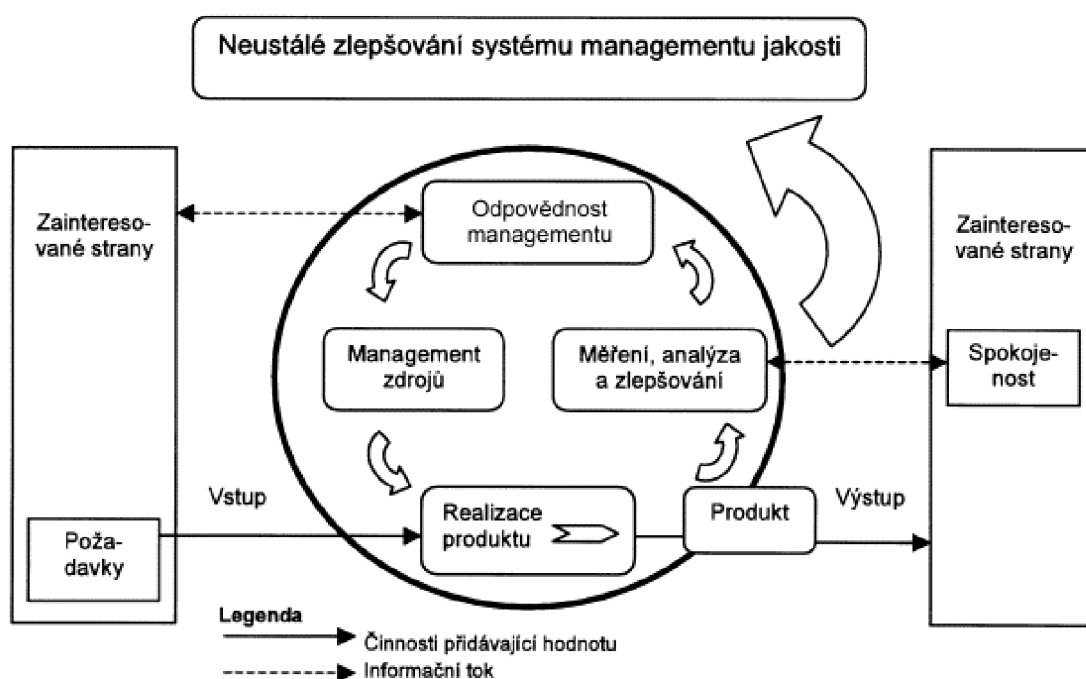 Neustálé zlepšování systému managementu jakosti
Zaintereso-
vané strany
Odpovědnost
managementu
Zaintereso-
vané strany
Management
zdrojů
Měření, analýza
a zlepšování
Spokoje-
nost
Vstup
Realizace
produktu
Produkt
Výstup
Poža-
davky
Legenda
Činnosti přidávající hodnotu
Informační tok